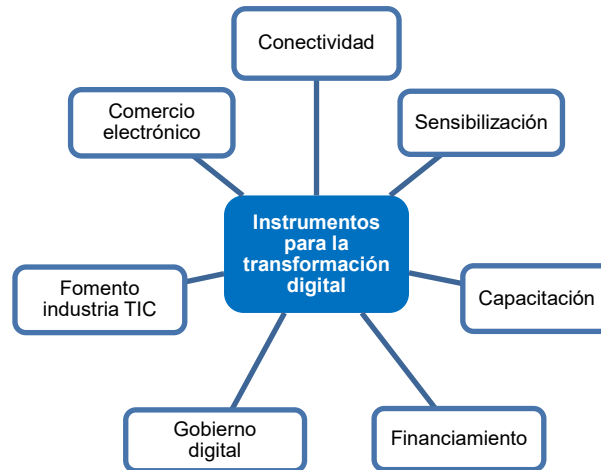 Conectividad
Comercio
electrónico
Sensibilización
Instrumentos
para la
transformación
digital
Fomento
industria TIC
Capacitación
Gobierno
digital
Financiamiento